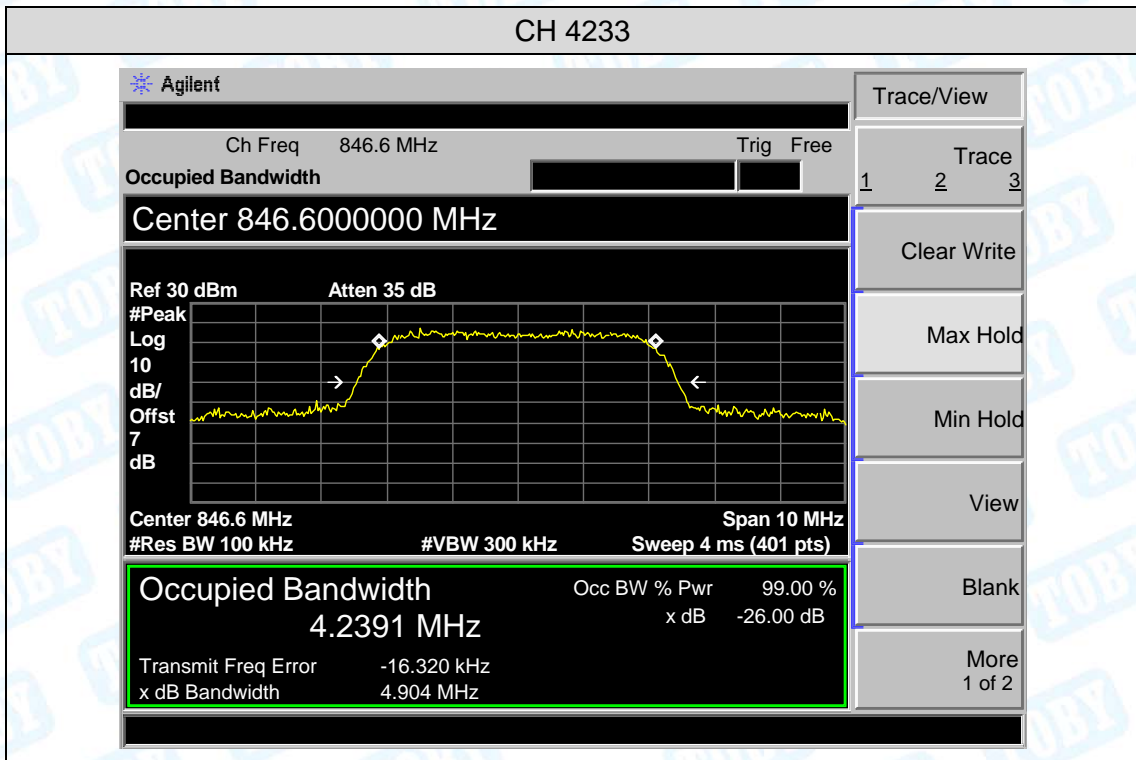 CH 4233
Agilent
Trace/View
Ch Freq 846.6 MHz Trig Free
Occupied Bandwidth
Trace
1 2 3
Center 846.6000000 MHz
Clear Write
Ref 30 dBm Atten 35 dB
#Peak
Log
10
dB/
Offst
7
dB
Max Hold
Min Hold
Center 846.6 MHz Span 10 MHz
#Res BW 100 kHz #VBW 300 kHz Sweep 4 ms (401 pts)
View
Occupied Bandwidth
4.2391 MHz
Occ BW % Pwr 99.00 %
x dB -26.00 dB
Transmit Freq Error -16.320 kHz
x dB Bandwidth 4.904 MHz
Blank
More
1 of 2
TOBY